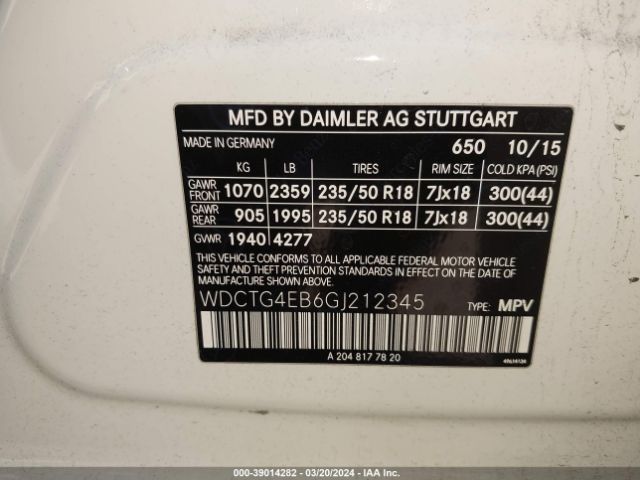 MFD BY DAIMLER AG STUTTGART
MADE IN GERMANY 650 10/15
KG LB TIRES RIM SIZE COLD KPA (PSI)
GAWR FRONT 1070 2359 235/50 R18 7Jx18 300(44)
GAWR REAR 905 1995 235/50 R18 7Jx18 300(44)
GVWR 1940 4277
THIS VEHICLE CONFORMS TO ALL APPLICABLE FEDERAL MOTOR VEHICLE
SAFETY AND THEFT PREVENTION STANDARDS IN EFFECT ON THE DATE
OF MANUFACTURE SHOWN ABOVE.
WDCTG4EB6GJ212345 TYPE: MPV
A 204 817 78 20
000-39014282 - 03/20/2024 - IAA Inc.